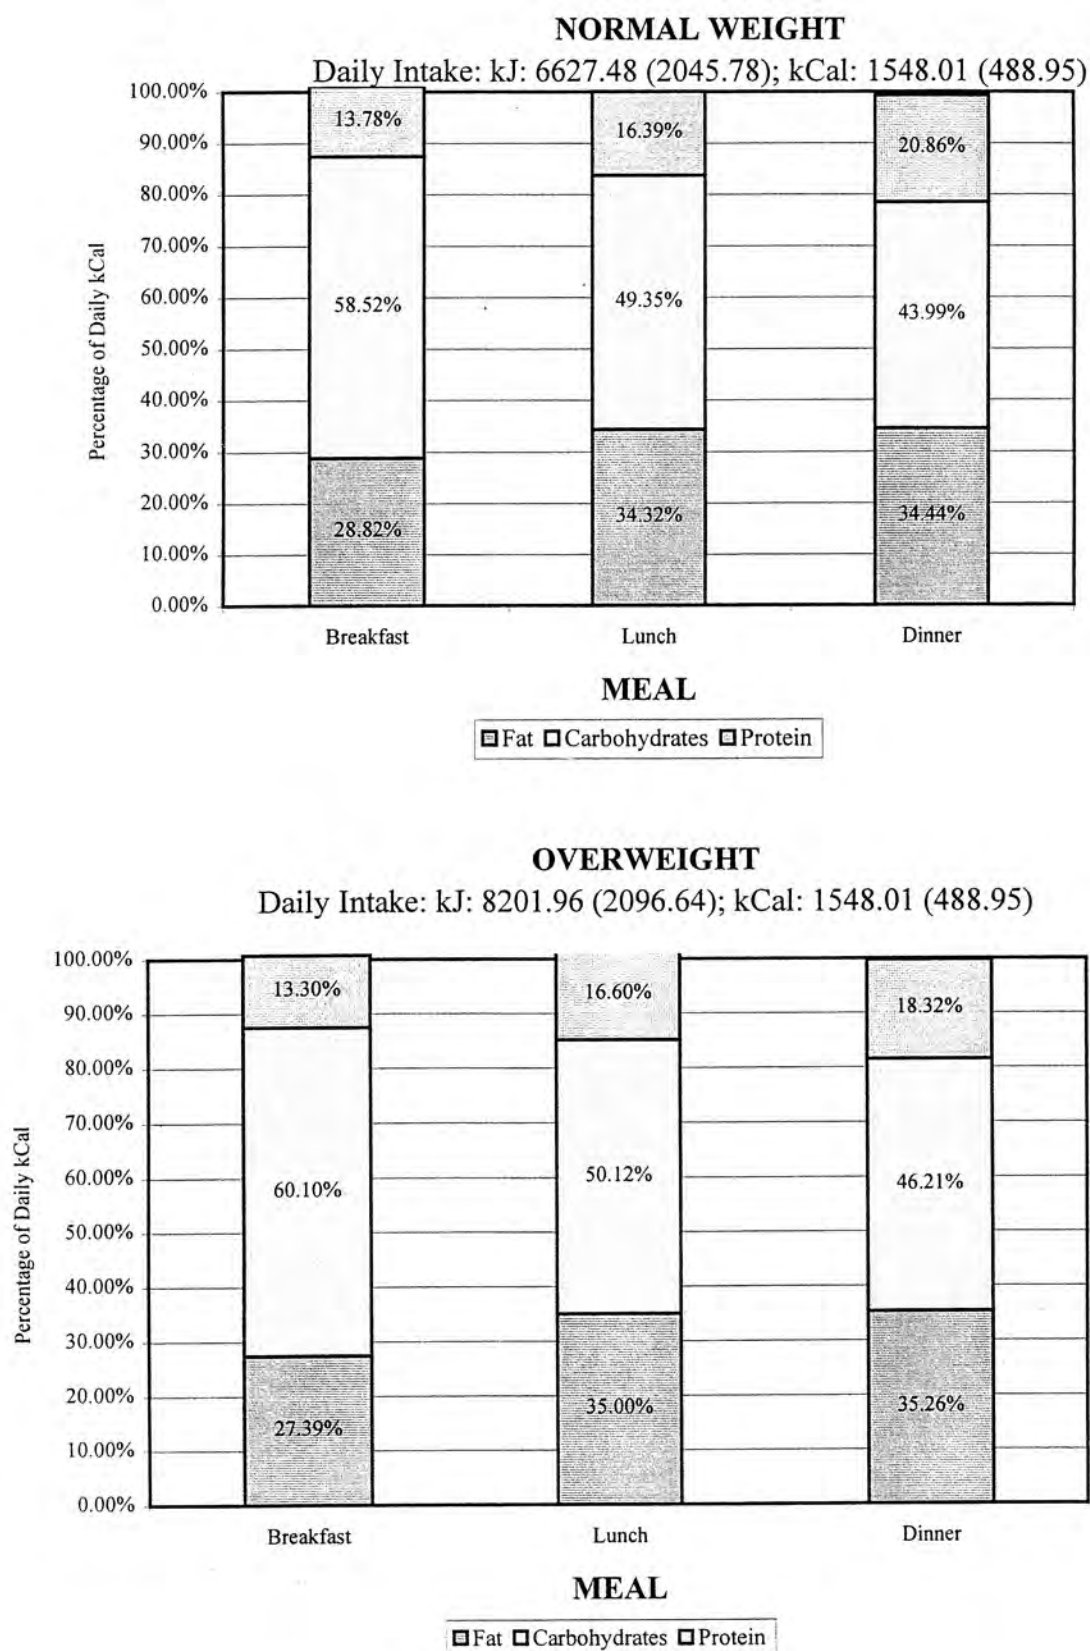 NORMAL WEIGHT
Daily Intake: kJ: 6627.48 (2045.78); kCal: 1548.01 (488.95)
100.00%
90.00%
80.00%
70.00%
60.00%
50.00%
40.00%
30.00%
20.00%
10.00%
0.00%
Percentage of Daily kCal
13.78%
16.39%
20.86%
58.52%
49.35%
43.99%
28.82%
34.32%
34.44%
Breakfast
Lunch
Dinner
MEAL
Fat Carbohydrates Protein
OVERWEIGHT
Daily Intake: kJ: 8201.96 (2096.64); kCal: 1548.01 (488.95)
100.00%
90.00%
80.00%
70.00%
60.00%
50.00%
40.00%
30.00%
20.00%
10.00%
0.00%
Percentage of Daily kCal
13.30%
16.60%
18.32%
60.10%
50.12%
46.21%
27.39%
35.00%
35.26%
Breakfast
Lunch
Dinner
MEAL
Fat Carbohydrates Protein